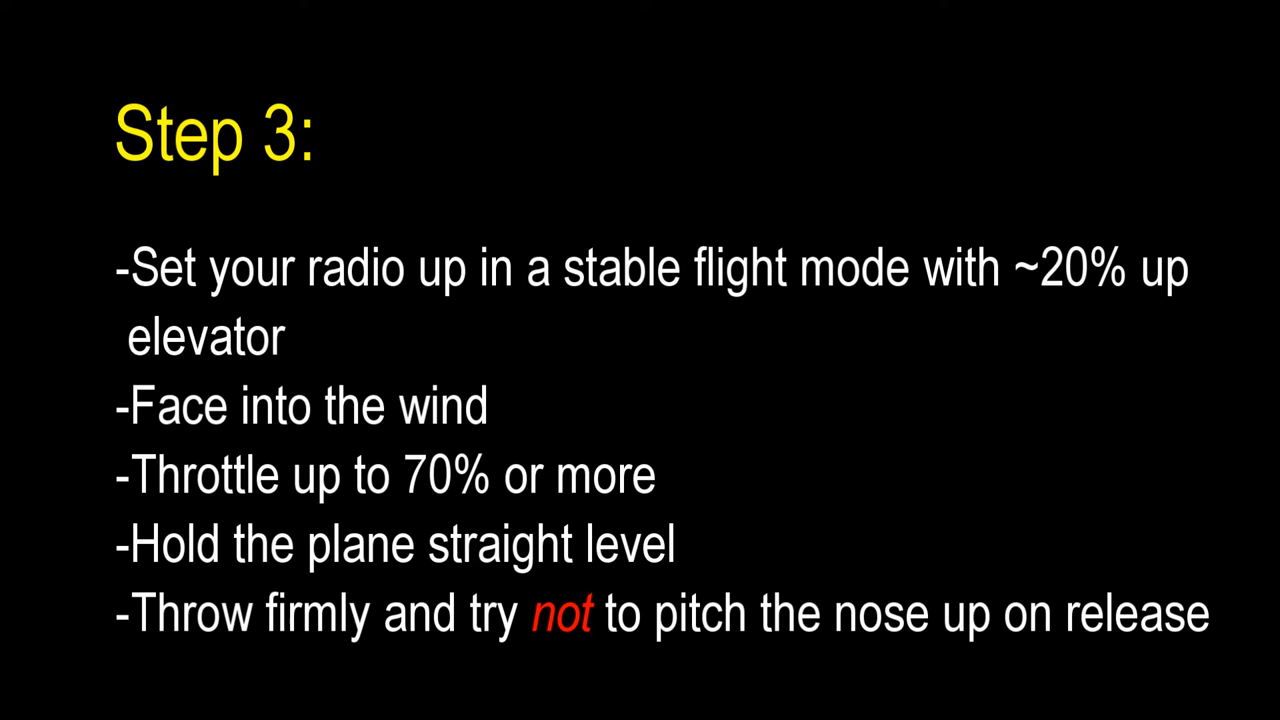 Step 3:
-Set your radio up in a stable flight mode with ~20% up
elevator
-Face into the wind
-Throttle up to 70% or more
-Hold the plane straight level
-Throw firmly and try not to pitch the nose up on release